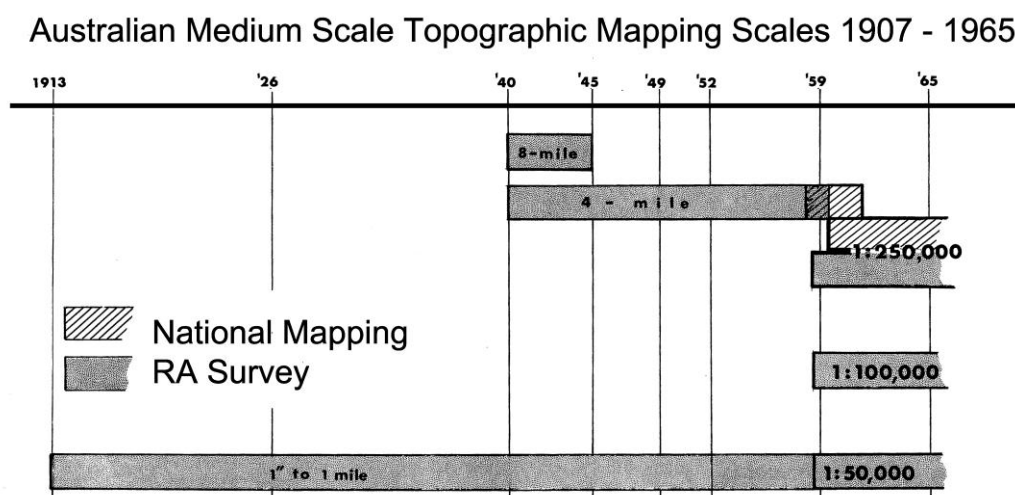 Australian Medium Scale Topographic Mapping Scales 1907 - 1965
1913 '26 '40 '45 '49 '52 '59 '65
8-mile
4 - mile
1:250,000
National Mapping
RA Survey
1:100,000
1" to 1 mile 1:50,000